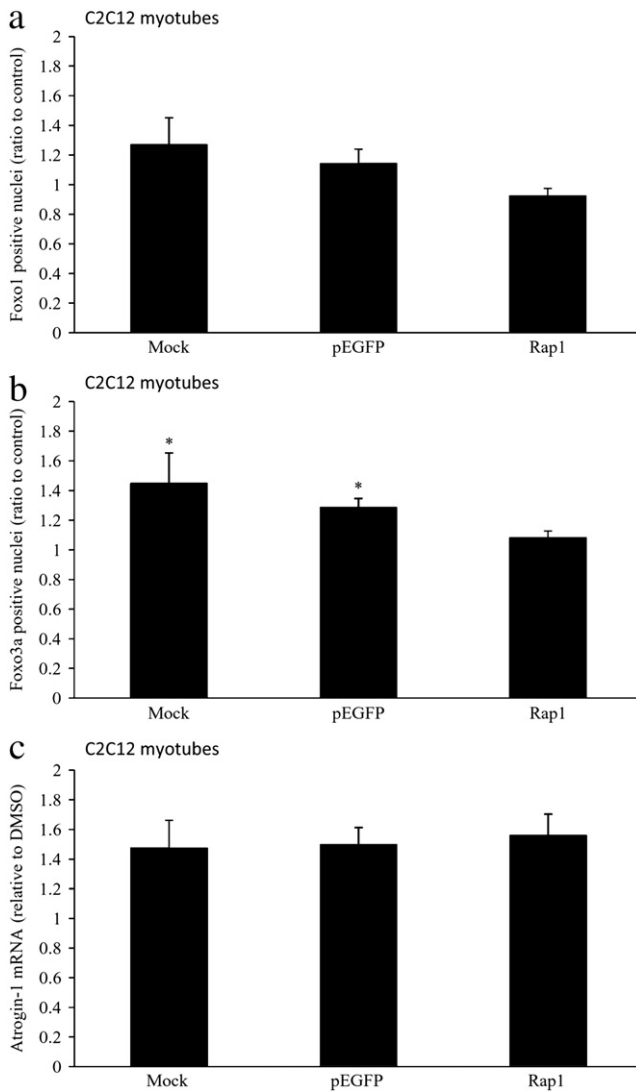 a
C2C12 myotubes
Foxo1 positive nuclei (ratio to control)
2
1.8
1.6
1.4
1.2
1
0.8
0.6
0.4
0.2
0
Mock pEGFP Rap1
b
C2C12 myotubes
Foxo3a positive nuclei (ratio to control)
2
1.8
1.6
1.4
1.2
1
0.8
0.6
0.4
0.2
0
* *
Mock pEGFP Rap1
c
C2C12 myotubes
Atrogin-1 mRNA (relative to DMSO)
2
1.8
1.6
1.4
1.2
1
0.8
0.6
0.4
0.2
0
Mock pEGFP Rap1